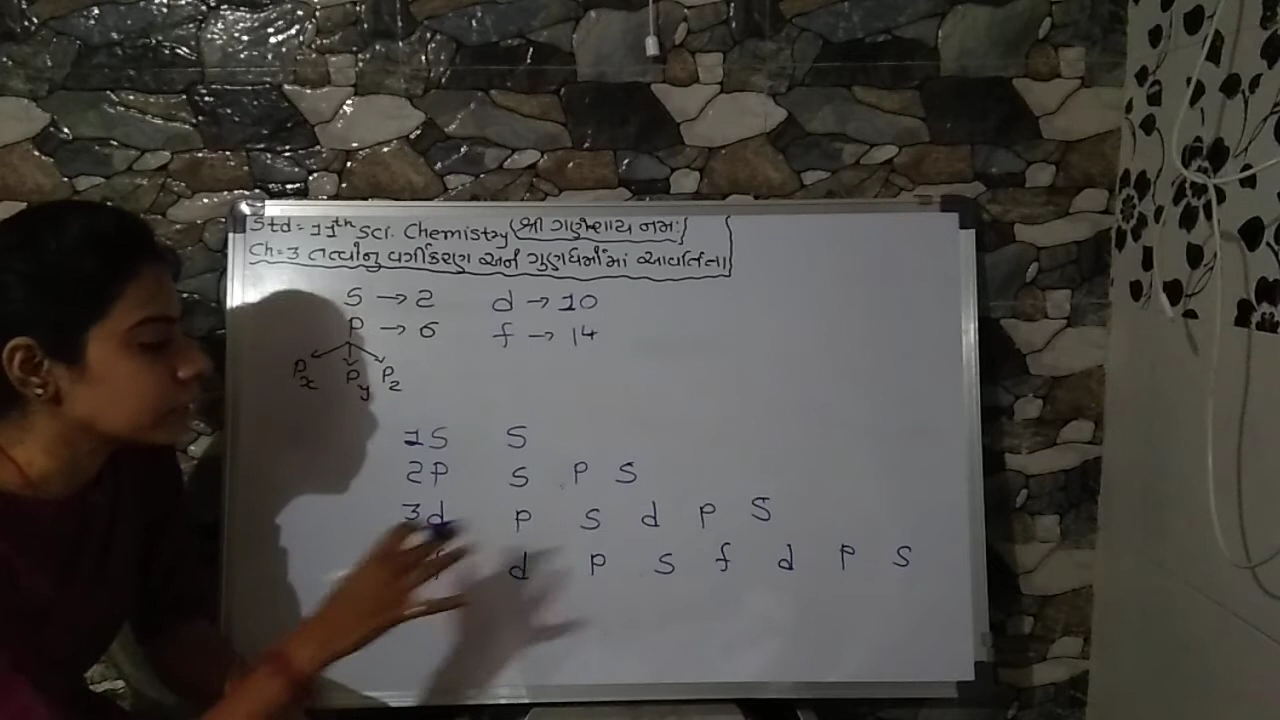 Std = 11th Sci. Chemistry (શ્રી ગણેશાય નમઃ)
Ch = 3 તત્વોનુ વર્ગીકરણ અને ગુણધર્મોમાં આવર્તિતા
S → 2 d → 10
P → 6 f → 14
Px Py Pz
1S S
2P S P S
3d P S d P S
f d P S f d P S